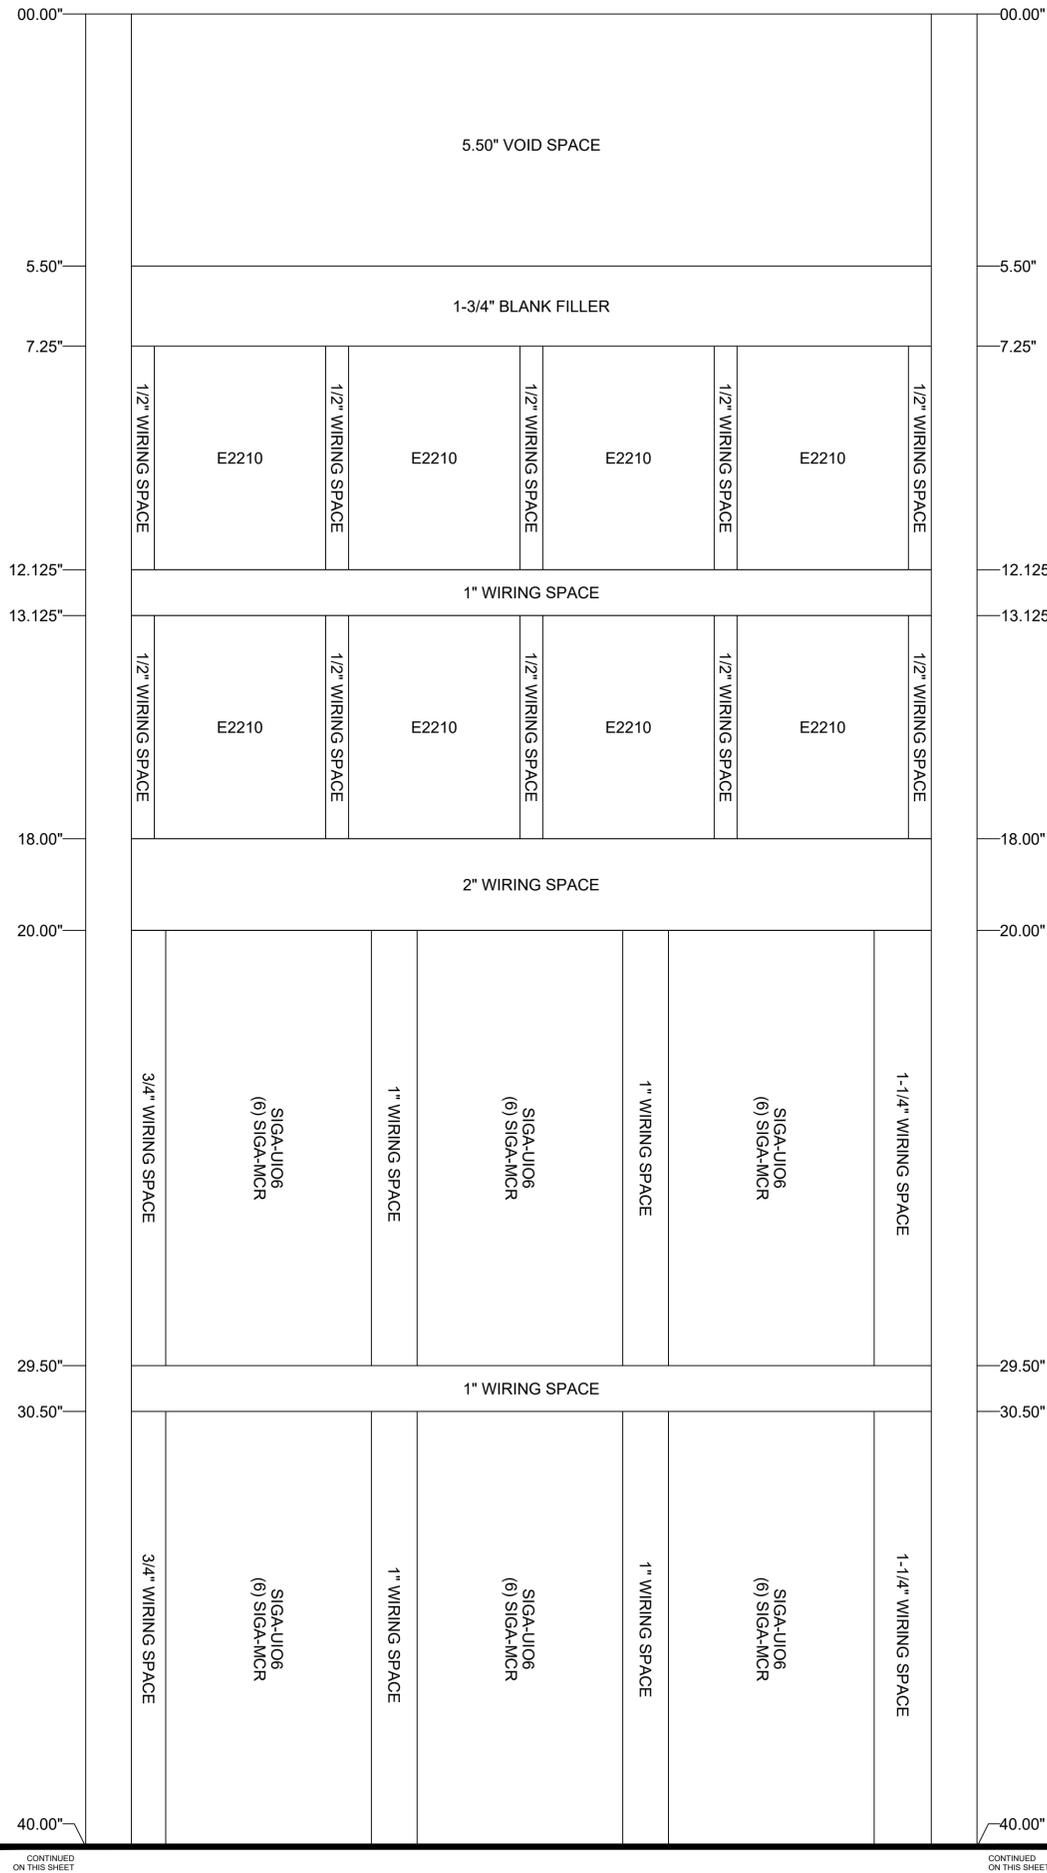 00.00"
00.00"
5.50" VOID SPACE
5.50"
5.50"
1-3/4" BLANK FILLER
7.25"
7.25"
1/2" WIRING SPACE
E2210
1/2" WIRING SPACE
E2210
1/2" WIRING SPACE
E2210
1/2" WIRING SPACE
E2210
1/2" WIRING SPACE
12.125"
12.125
1" WIRING SPACE
13.125"
13.125
1/2" WIRING SPACE
E2210
1/2" WIRING SPACE
E2210
1/2" WIRING SPACE
E2210
1/2" WIRING SPACE
E2210
1/2" WIRING SPACE
18.00"
18.00"
2" WIRING SPACE
20.00"
20.00"
3/4" WIRING SPACE
SIGA-UIO6
(6) SIGA-MCR
1" WIRING SPACE
SIGA-UIO6
(6) SIGA-MCR
1" WIRING SPACE
SIGA-UIO6
(6) SIGA-MCR
1-1/4" WIRING SPACE
29.50"
29.50"
1" WIRING SPACE
30.50"
30.50"
3/4" WIRING SPACE
SIGA-UIO6
(6) SIGA-MCR
1" WIRING SPACE
SIGA-UIO6
(6) SIGA-MCR
1" WIRING SPACE
SIGA-UIO6
(6) SIGA-MCR
1-1/4" WIRING SPACE
40.00"
40.00"
CONTINUED
ON THIS SHEET
CONTINUED
ON THIS SHEET